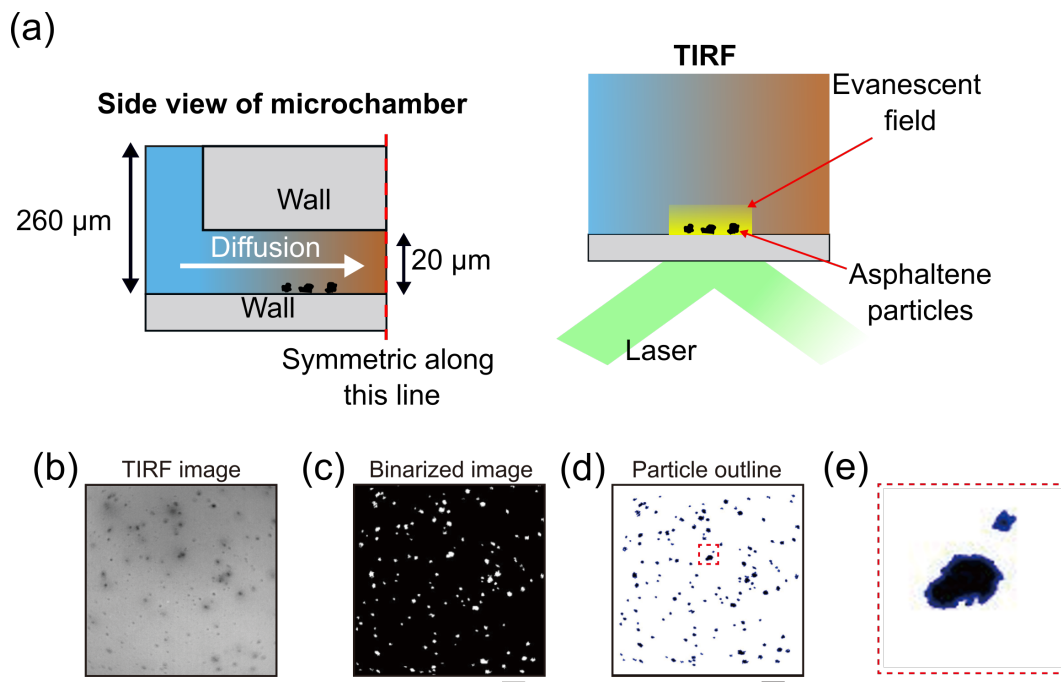 (a)
Side view of microchamber
260 µm
Wall
Diffusion
20 µm
Wall
Symmetric along
this line
TIRF
Evanescent
field
Asphaltene
particles
Laser
(b)
TIRF image
(c)
Binarized image
(d)
Particle outline
(e)